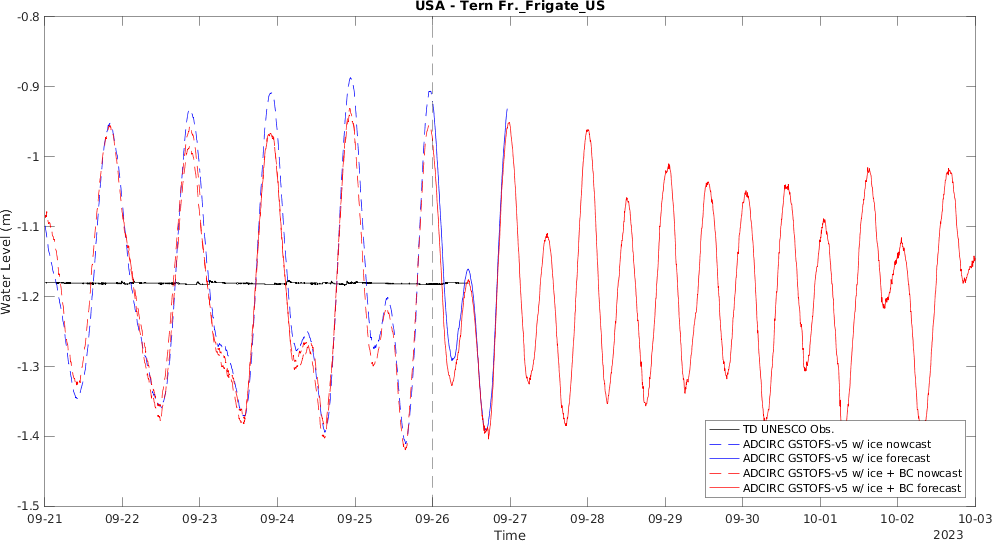 USA - Tern Fr._Frigate_US
Water Level (m)
-0.8
-0.9
-1
-1.1
-1.2
-1.3
-1.4
-1.5
TD UNESCO Obs.
ADCIRC GSTOFS-v5 w/ ice nowcast
ADCIRC GSTOFS-v5 w/ ice forecast
ADCIRC GSTOFS-v5 w/ ice + BC nowcast
ADCIRC GSTOFS-v5 w/ ice + BC forecast
09-21 09-22 09-23 09-24 09-25 09-26 09-27 09-28 09-29 09-30 10-01 10-02 10-03
Time
2023